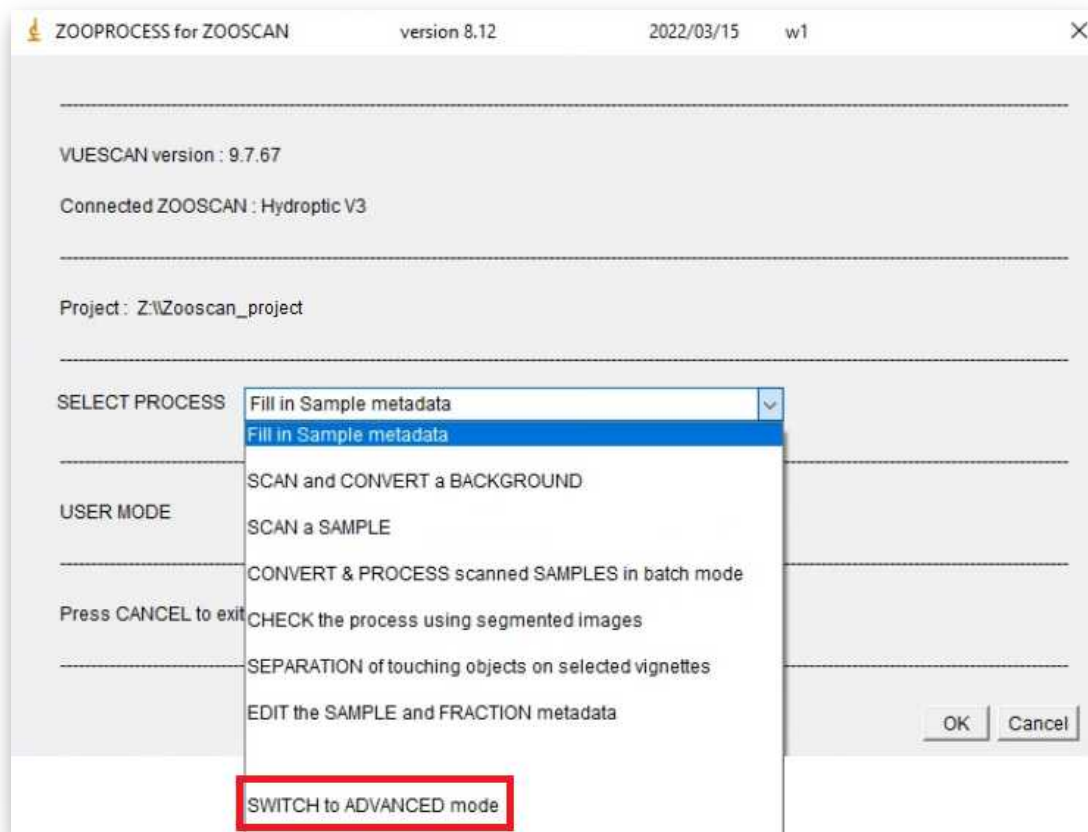 ZOOPROCESS for ZOOSCAN version 8.12 2022/03/15 w1
VUESCAN version : 9.7.67
Connected ZOOSCAN : Hydroptic V3
Project : Z:\\Zooscan_project
SELECT PROCESS Fill in Sample metadata
Fill in Sample metadata
SCAN and CONVERT a BACKGROUND
USER MODE
SCAN a SAMPLE
CONVERT & PROCESS scanned SAMPLES in batch mode
Press CANCEL to exit
CHECK the process using segmented images
SEPARATION of touching objects on selected vignettes
EDIT the SAMPLE and FRACTION metadata
OK Cancel
SWITCH to ADVANCED mode